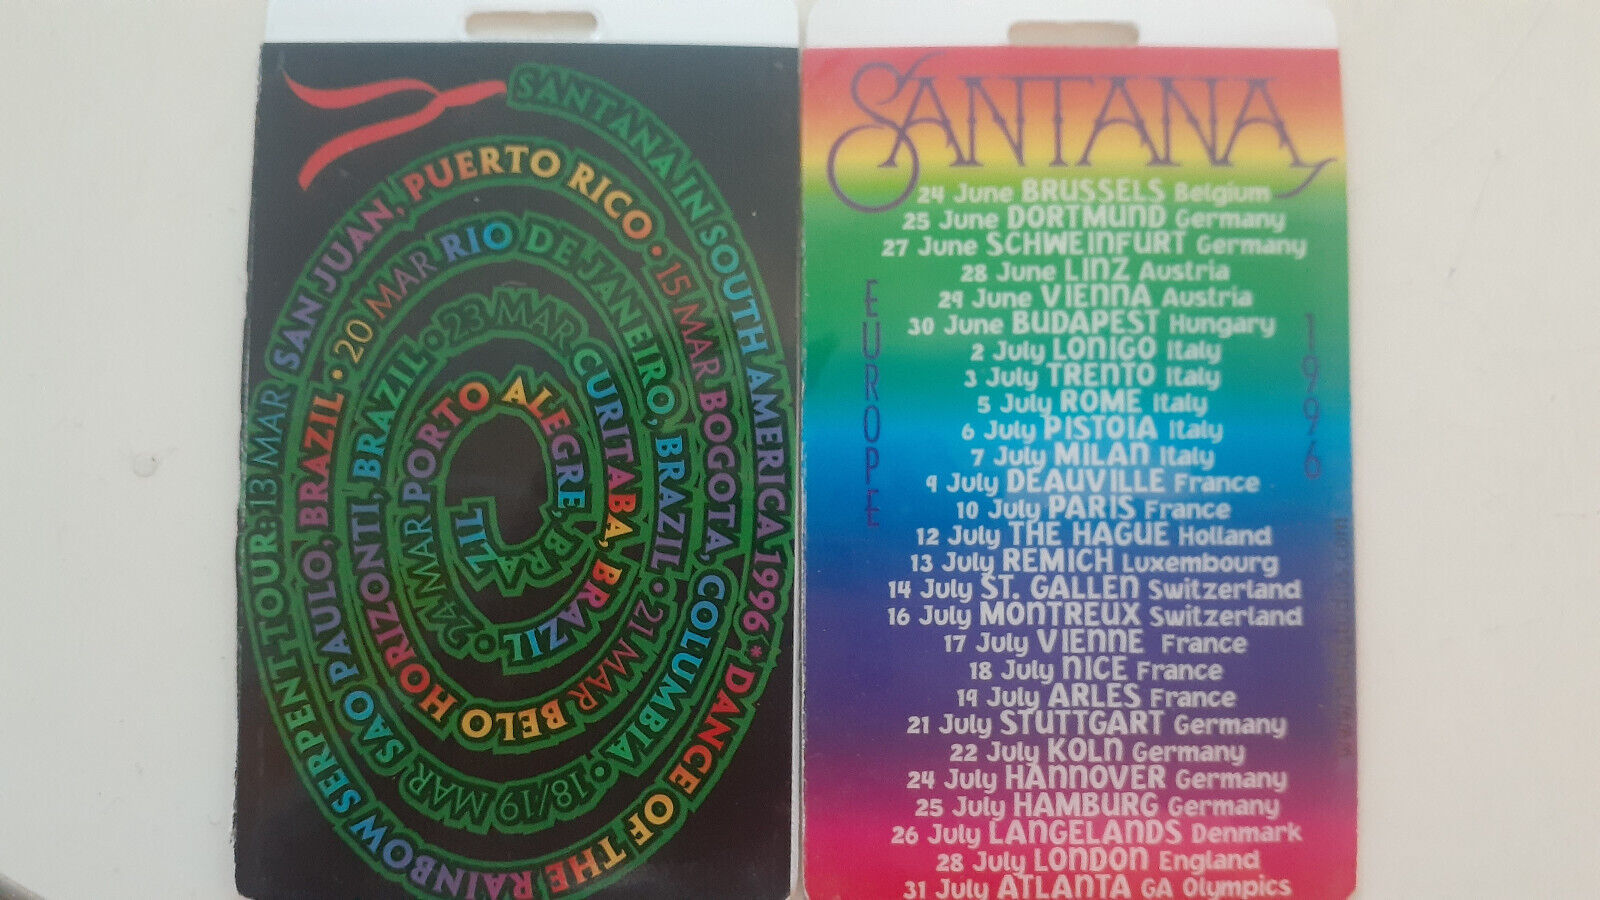 SANTANA IN SOUTH AMERICA 1996 * DANCE OF THE RAINBOW SERPENT TOUR: 13 MAR SAN JUAN, PUERTO RICO • 15 MAR BOGOTA, COLUMBIA • 18/19 MAR SAO PAULO, BRAZIL • 20 MAR RIO DE JANEIRO, BRAZIL • 21 MAR BELO HORIZONTI, BRAZIL • 23 MAR CURITABA, BRAZIL • 24 MAR PORTO ALEGRE, BRAZIL
SANTANA
EUROPE
1996
24 June BRUSSELS Belgium
25 June DORTMUND Germany
27 June SCHWEINFURT Germany
28 June LINZ Austria
29 June VIENNA Austria
30 June BUDAPEST Hungary
2 July LONIGO Italy
3 July TRENTO Italy
5 July ROME Italy
6 July PISTOIA Italy
7 July MILAN Italy
9 July DEAUVILLE France
10 July PARIS France
12 July THE HAGUE Holland
13 July REMICH Luxembourg
14 July ST. GALLEN Switzerland
16 July MONTREUX Switzerland
17 July VIENNE France
18 July NICE France
19 July ARLES France
21 July STUTTGART Germany
22 July KOLN Germany
24 July HANNOVER Germany
25 July HAMBURG Germany
26 July LANGELANDS Denmark
28 July LONDON England
31 July ATLANTA GA Olympics